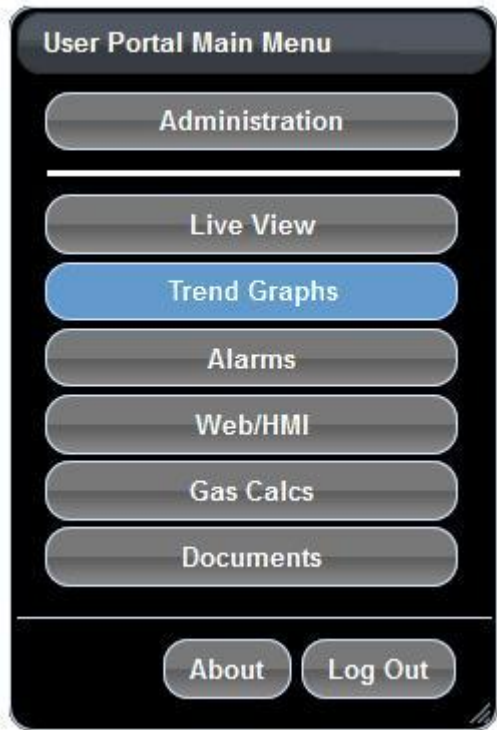 User Portal Main Menu
Administration
Live View
Trend Graphs
Alarms
Web/HMI
Gas Calcs
Documents
About Log Out